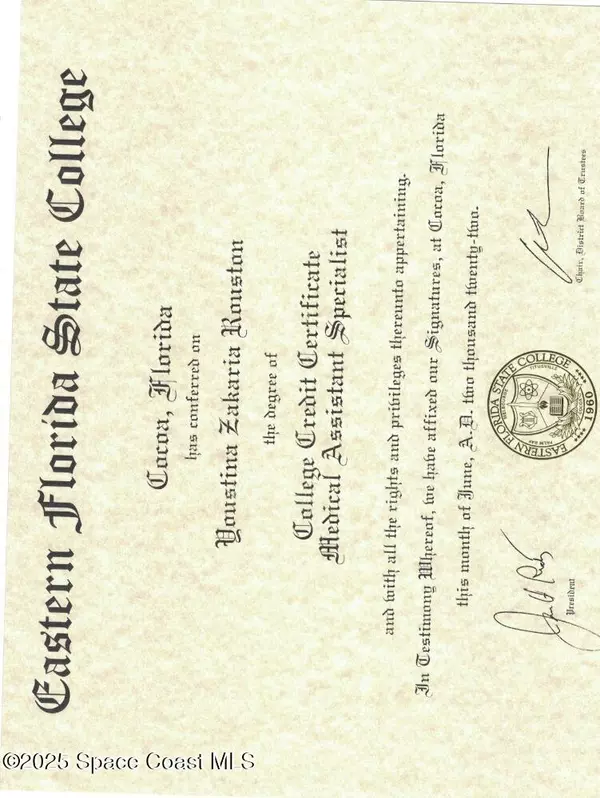 Eastern Florida State College
Cocoa, Florida
has conferred on
Youstina Zakaria Rouston
the degree of
College Credit Certificate
Medical Assistant Specialist
and with all the rights and privileges thereunto appertaining.
In Testimony Whereof, we have affixed our Signatures, at Cocoa, Florida
this month of June, A.D. two thousand twenty-two.
President
EASTERN FLORIDA STATE COLLEGE
PALM BAY
1960
Chair, District Board of Trustees
©2025 Space Coast MLS